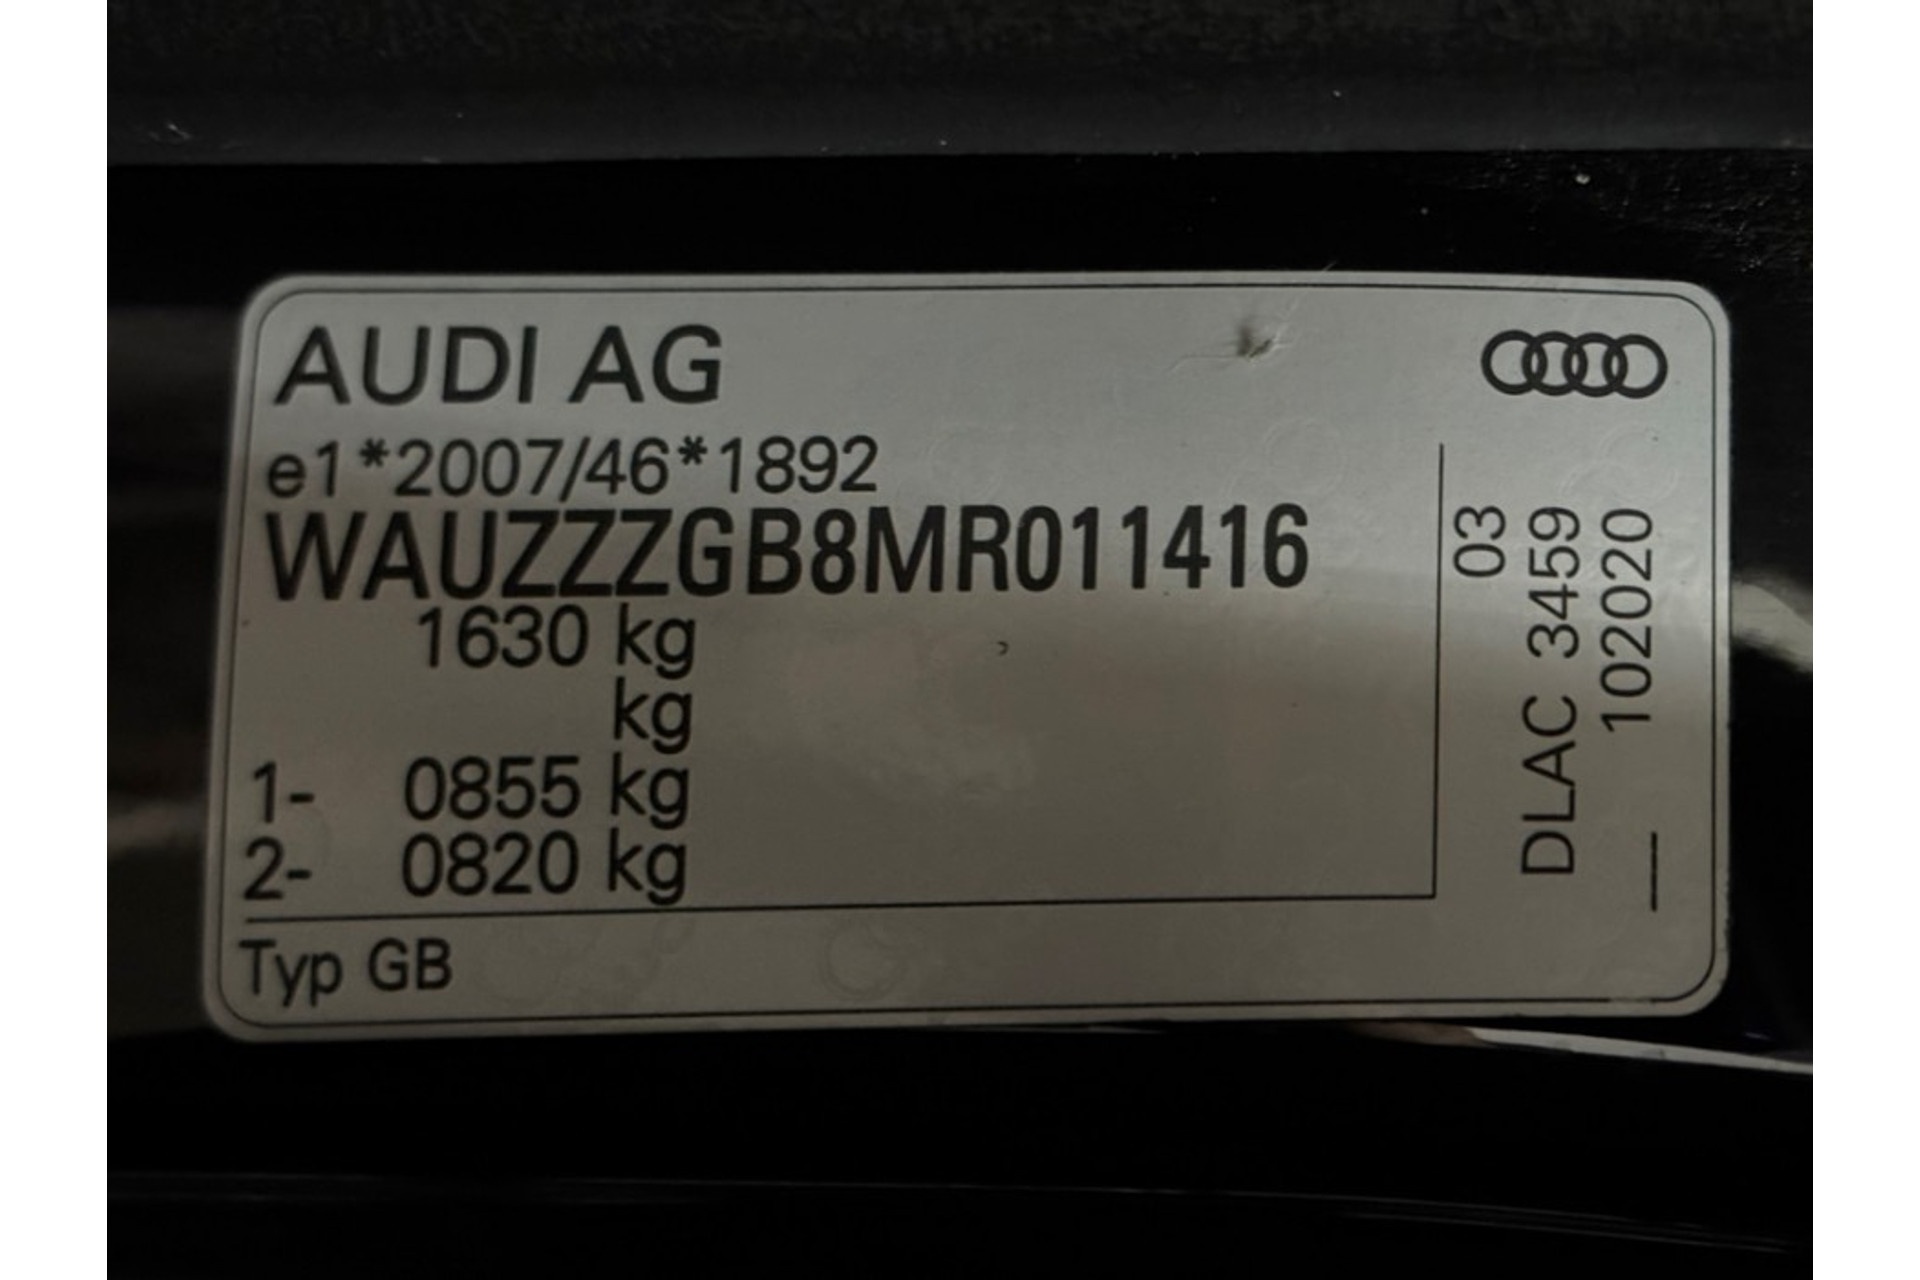 AUDI AG
e1*2007/46*1892
WAUZZZGB8MR011416
1630 kg
kg
1- 0855 kg
2- 0820 kg
Typ GB
03
DLAC 3459
— 102020